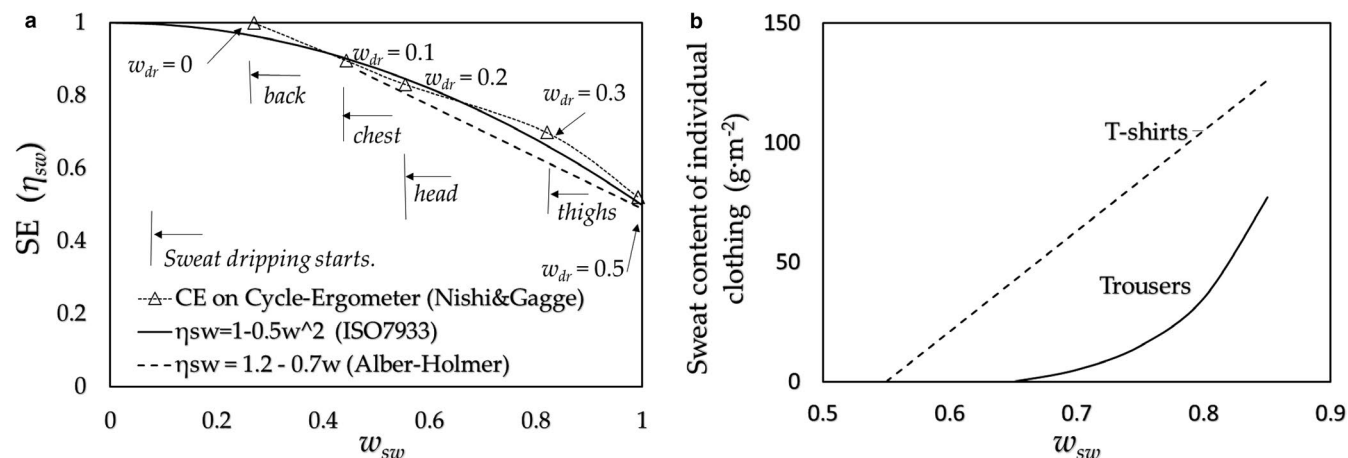 a
SE (ηsw)
1
0.8
0.6
0.4
0.2
0
w_dr = 0
w_dr = 0.1
w_dr = 0.2
w_dr = 0.3
back
chest
head
thighs
Sweat dripping starts.
w_dr = 0.5
CE on Cycle-Ergometer (Nishi&Gagge)
ηsw=1-0.5w^2 (ISO7933)
ηsw = 1.2 - 0.7w (Alber-Holmer)
0 0.2 0.4 0.6 0.8 1
w_sw
b
Sweat content of individual
clothing (g·m⁻²)
150
100
50
0
T-shirts
Trousers
0.5 0.6 0.7 0.8 0.9
w_sw